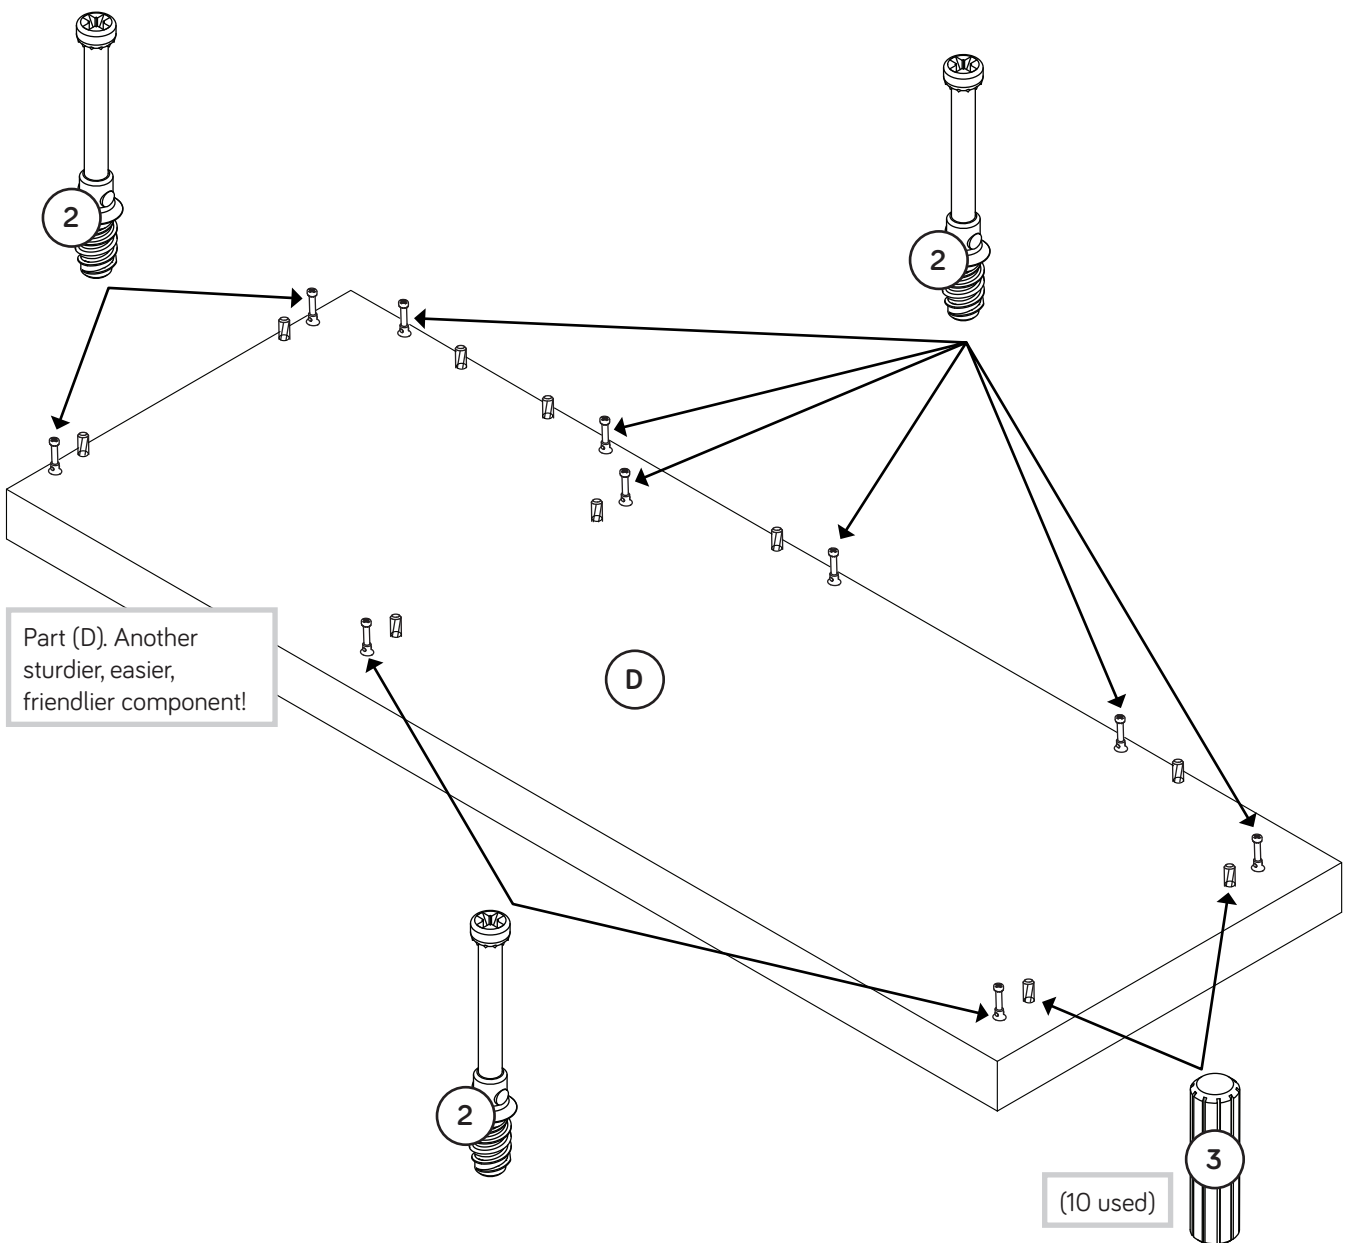 2
2
Part (D). Another
sturdier, easier,
friendlier component!
D
2
3
(10 used)